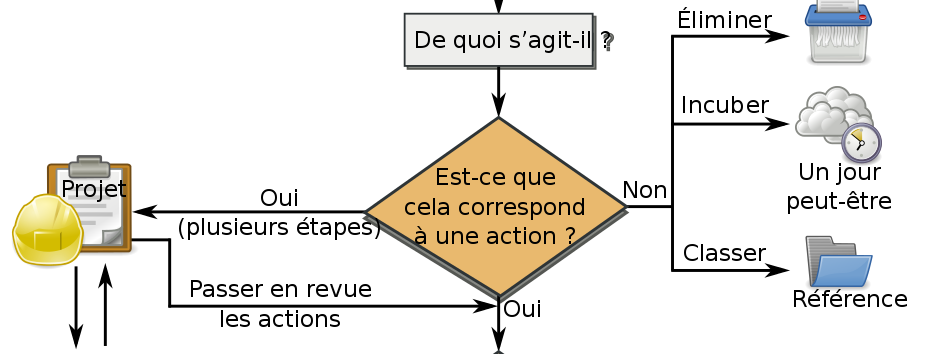 De quoi s’agit-il ?
Éliminer
Incuber
Un jour
peut-être
Non
Classer
Référence
Est-ce que
cela correspond
à une action ?
Oui
(plusieurs étapes)
Projet
Passer en revue
les actions
Oui